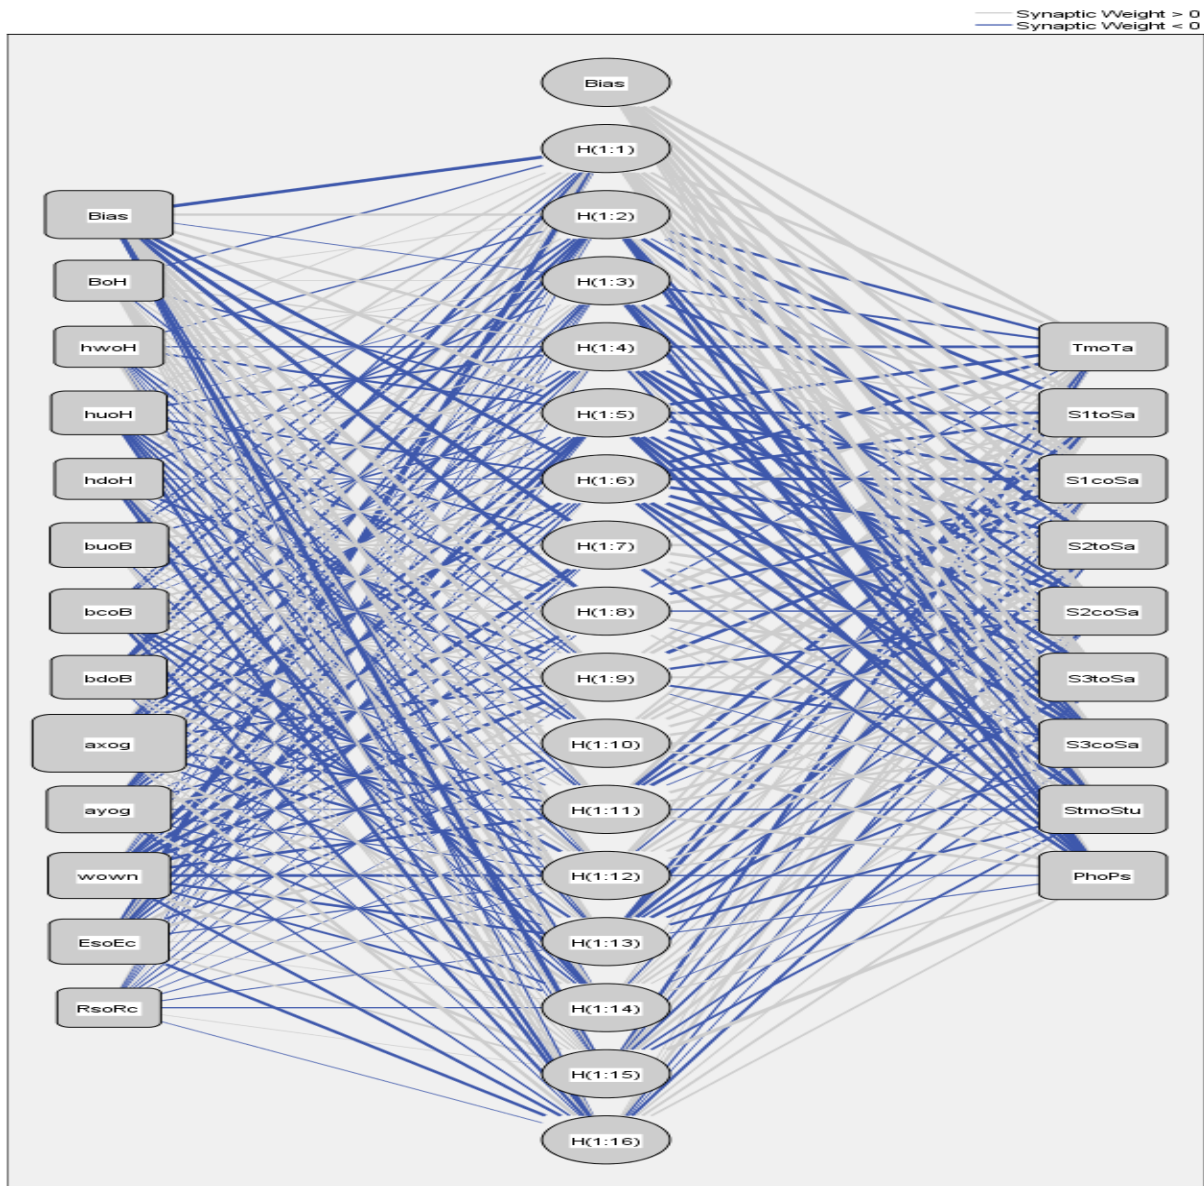 Synaptic Weight > 0
Synaptic Weight < 0
Bias
H(1:1)
H(1:2)
H(1:3)
H(1:4)
H(1:5)
H(1:6)
H(1:7)
H(1:8)
H(1:9)
H(1:10)
H(1:11)
H(1:12)
H(1:13)
H(1:14)
H(1:15)
H(1:16)
Bias
BoH
hwoH
huoH
hdoH
buoB
bcoB
bdoB
axog
ayog
wown
EsoEc
RsoRc
TmoTa
S1toSa
S1coSa
S2toSa
S2coSa
S3toSa
S3coSa
StmoStu
PhoPs